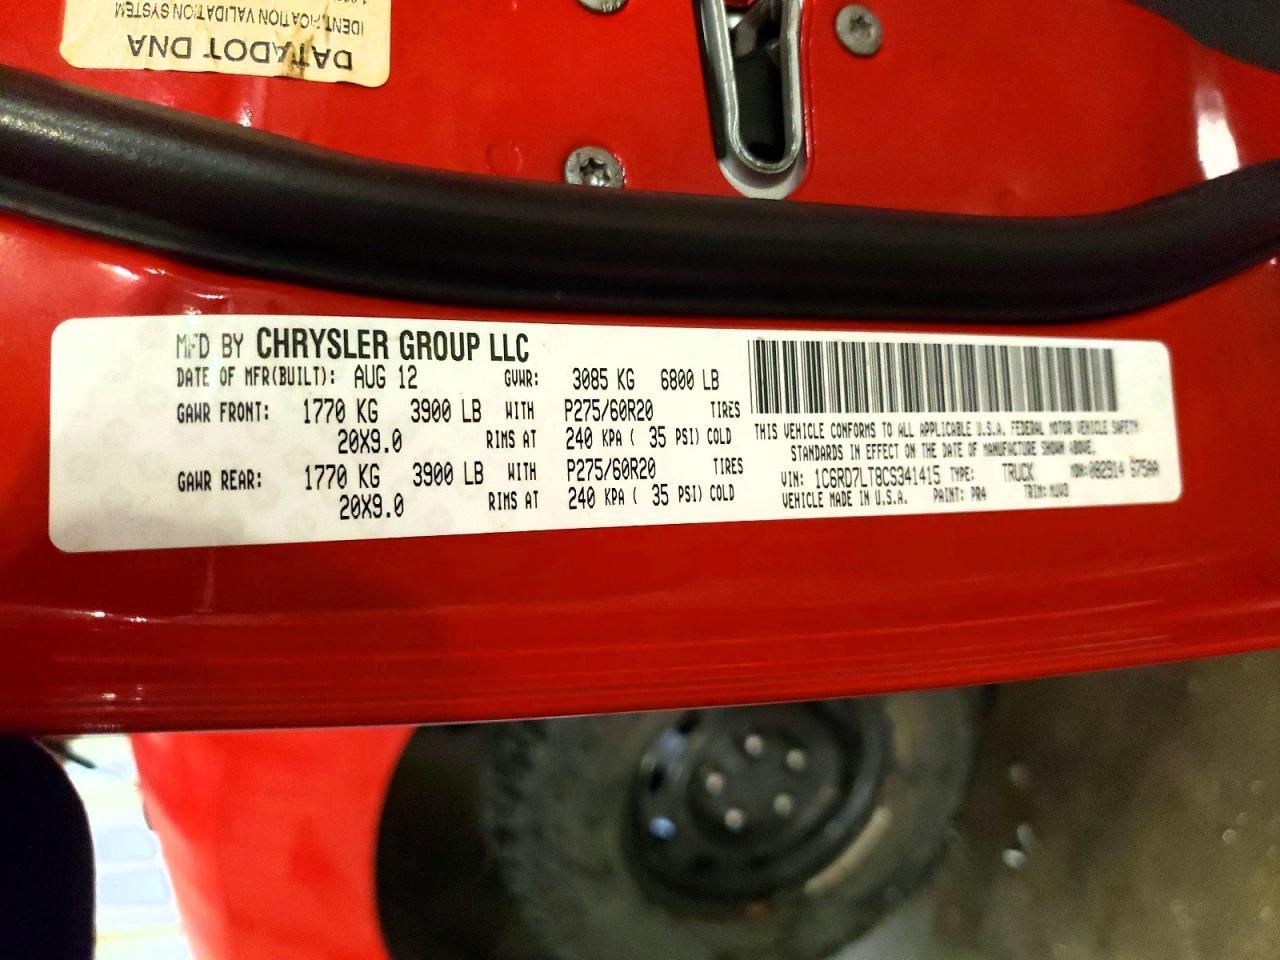 DATADOT DNA
IDENTIFICATION VALIDATION SYSTEM
MFD BY CHRYSLER GROUP LLC
DATE OF MFR(BUILT): AUG 12 GVWR: 3085 KG 6800 LB
GAWR FRONT: 1770 KG 3900 LB WITH P275/60R20 TIRES
20X9.0 RIMS AT 240 KPA ( 35 PSI) COLD
GAWR REAR: 1770 KG 3900 LB WITH P275/60R20 TIRES
20X9.0 RIMS AT 240 KPA ( 35 PSI) COLD
THIS VEHICLE CONFORMS TO ALL APPLICABLE U.S.A. FEDERAL MOTOR VEHICLE SAFETY
STANDARDS IN EFFECT ON THE DATE OF MANUFACTURE SHOWN ABOVE.
VIN: 1C6RD7LT8CS341415 TYPE: TRUCK MDH:082914 675AA
VEHICLE MADE IN U.S.A. PAINT: PR4 TRIM: